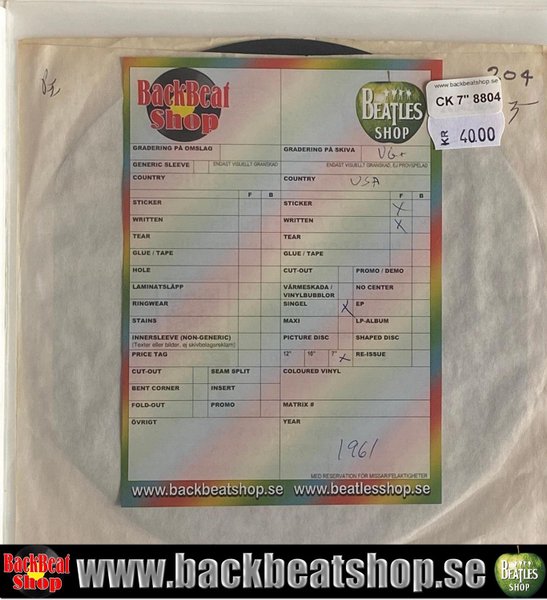 204
www.backbeatshop.se
CK 7" 8804
KR 40.00
BackBeat
Shop
BEATLES
SHOP
GRADERING PÅ OMSLAG
GRADERING PÅ SKIVA VG+
GENERIC SLEEVE ENDAST VISUELLT GRANSKAD
ENDAST VISUELLT GRANSKAD, EJ PROVSPELAD
COUNTRY
COUNTRY USA
F B
F B
STICKER
STICKER X
WRITTEN
WRITTEN X
TEAR
TEAR
GLUE / TAPE
GLUE / TAPE
HOLE
CUT-OUT
PROMO / DEMO
LAMINATSLÄPP
VÄRMESKADA /
VINYLBUBBLOR
NO CENTER
RINGWEAR
SINGEL X
EP
STAINS
MAXI
LP-ALBUM
INNERSLEEVE (NON-GENERIC)
(Texter eller bilder, ej skivbolagsreklam)
PICTURE DISC
SHAPED DISC
PRICE TAG
12" 10" 7" X
RE-ISSUE
CUT-OUT
SEAM SPLIT
COLOURED VINYL
BENT CORNER
INSERT
FOLD-OUT
PROMO
MATRIX #
ÖVRIGT
YEAR
1961
MED RESERVATION FÖR MISSAR/FELAKTIGHETER
www.backbeatshop.se www.beatlesshop.se
BackBeat
Shop
www.backbeatshop.se
BEATLES
SHOP